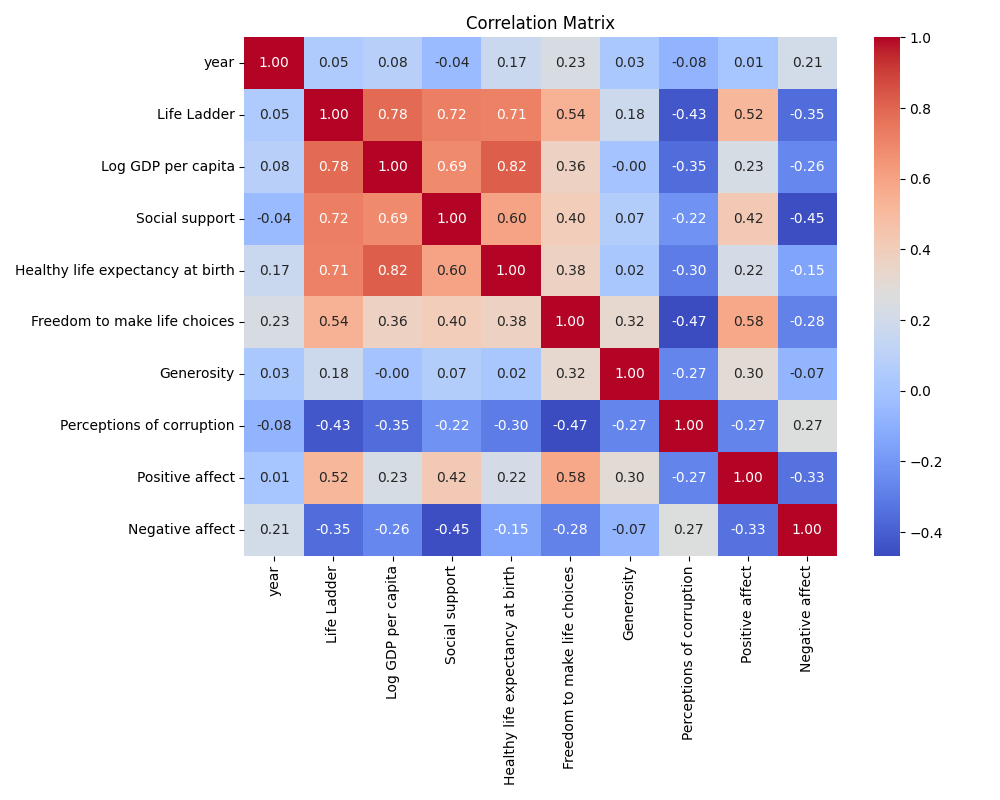 Correlation Matrix
year 1.00 0.05 0.08 -0.04 0.17 0.23 0.03 -0.08 0.01 0.21
Life Ladder 0.05 1.00 0.78 0.72 0.71 0.54 0.18 -0.43 0.52 -0.35
Log GDP per capita 0.08 0.78 1.00 0.69 0.82 0.36 -0.00 -0.35 0.23 -0.26
Social support -0.04 0.72 0.69 1.00 0.60 0.40 0.07 -0.22 0.42 -0.45
Healthy life expectancy at birth 0.17 0.71 0.82 0.60 1.00 0.38 0.02 -0.30 0.22 -0.15
Freedom to make life choices 0.23 0.54 0.36 0.40 0.38 1.00 0.32 -0.47 0.58 -0.28
Generosity 0.03 0.18 -0.00 0.07 0.02 0.32 1.00 -0.27 0.30 -0.07
Perceptions of corruption -0.08 -0.43 -0.35 -0.22 -0.30 -0.47 -0.27 1.00 -0.27 0.27
Positive affect 0.01 0.52 0.23 0.42 0.22 0.58 0.30 -0.27 1.00 -0.33
Negative affect 0.21 -0.35 -0.26 -0.45 -0.15 -0.28 -0.07 0.27 -0.33 1.00
year
Life Ladder
Log GDP per capita
Social support
Healthy life expectancy at birth
Freedom to make life choices
Generosity
Perceptions of corruption
Positive affect
Negative affect
1.0
0.8
0.6
0.4
0.2
0.0
−0.2
−0.4